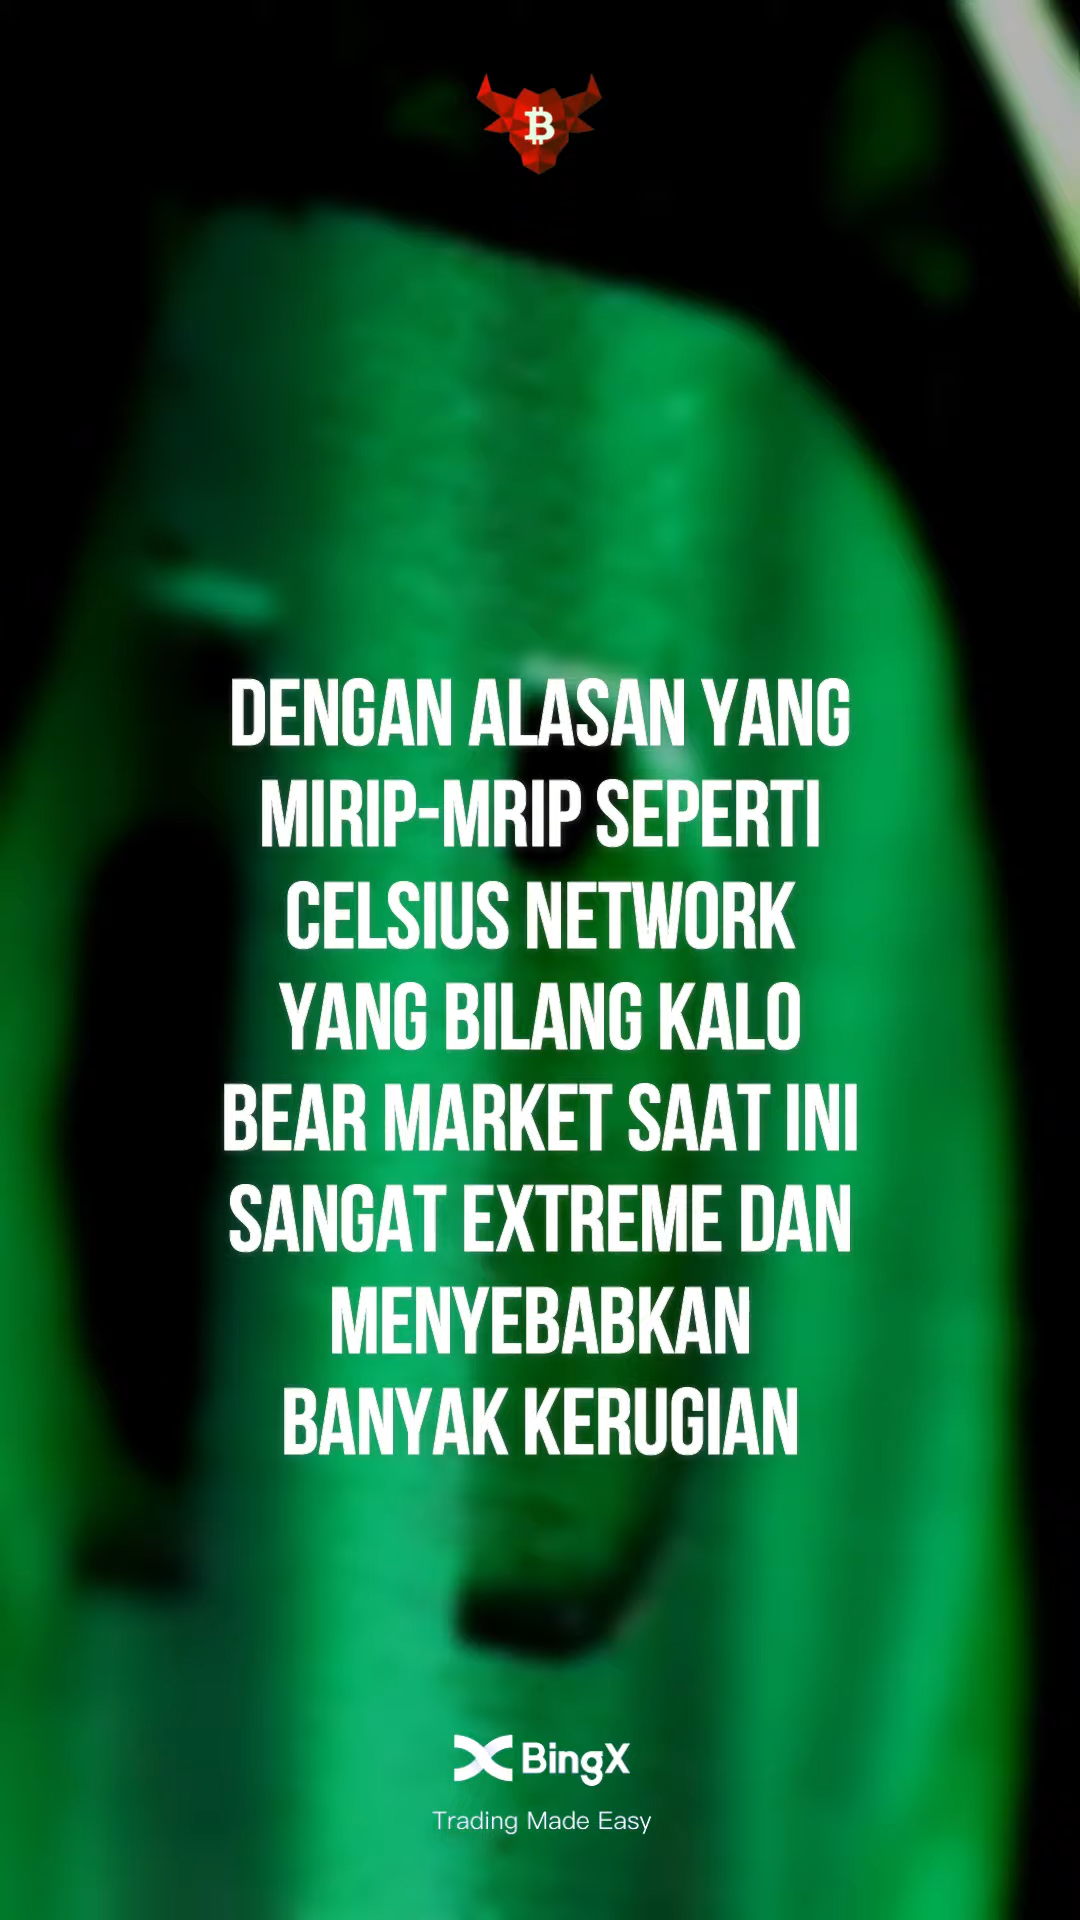 DENGAN ALASAN YANG
MIRIP-MRIP SEPERTI
CELSIUS NETWORK
YANG BILANG KALO
BEAR MARKET SAAT INI
SANGAT EXTREME DAN
MENYEBABKAN
BANYAK KERUGIAN
BingX
Trading Made Easy